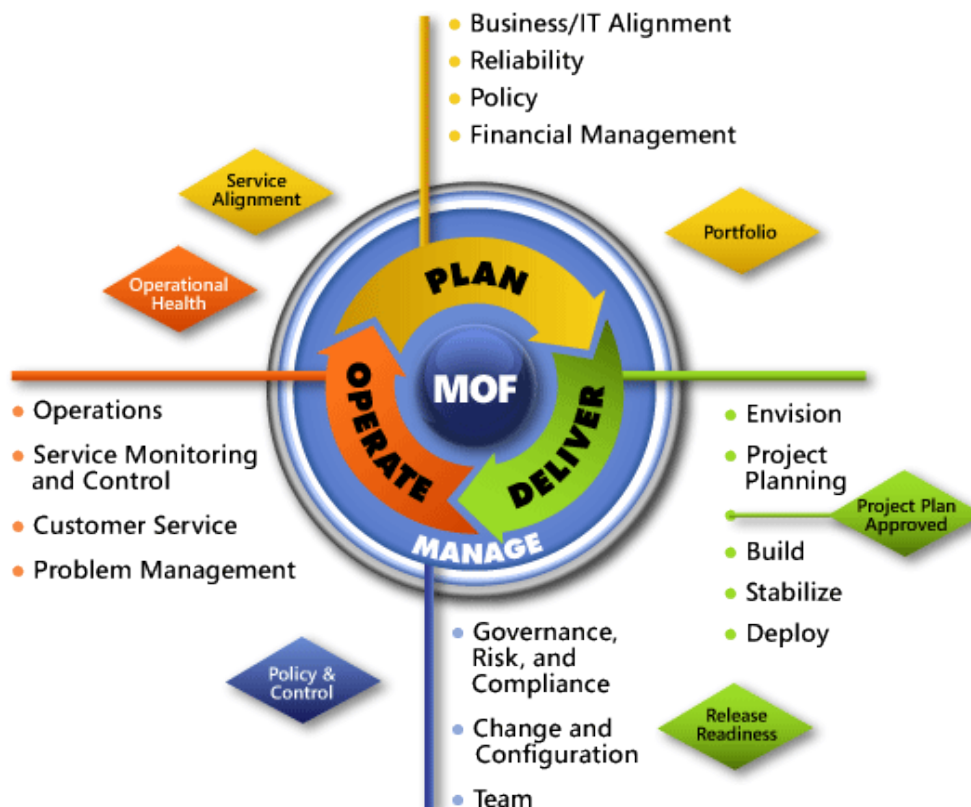 Business/IT Alignment
Reliability
Policy
Financial Management
Service
Alignment
Portfolio
Operational
Health
PLAN
MOF
OPERATE
DELIVER
MANAGE
Operations
Service Monitoring
and Control
Customer Service
Problem Management
Envision
Project
Planning
Project Plan
Approved
Build
Stabilize
Deploy
Policy &
Control
Governance,
Risk, and
Compliance
Change and
Configuration
Team
Release
Readiness